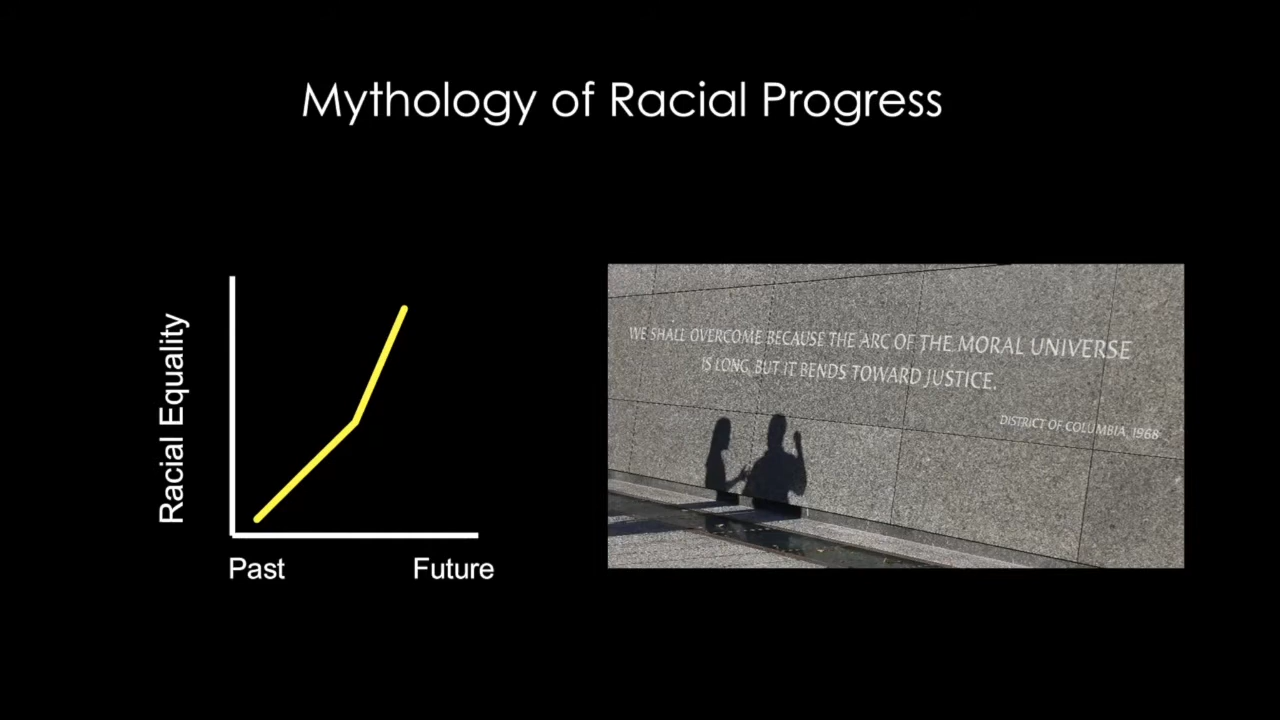 Mythology of Racial Progress
Racial Equality
Past
Future
WE SHALL OVERCOME BECAUSE THE ARC OF THE MORAL UNIVERSE
IS LONG, BUT IT BENDS TOWARD JUSTICE.
DISTRICT OF COLUMBIA, 1968